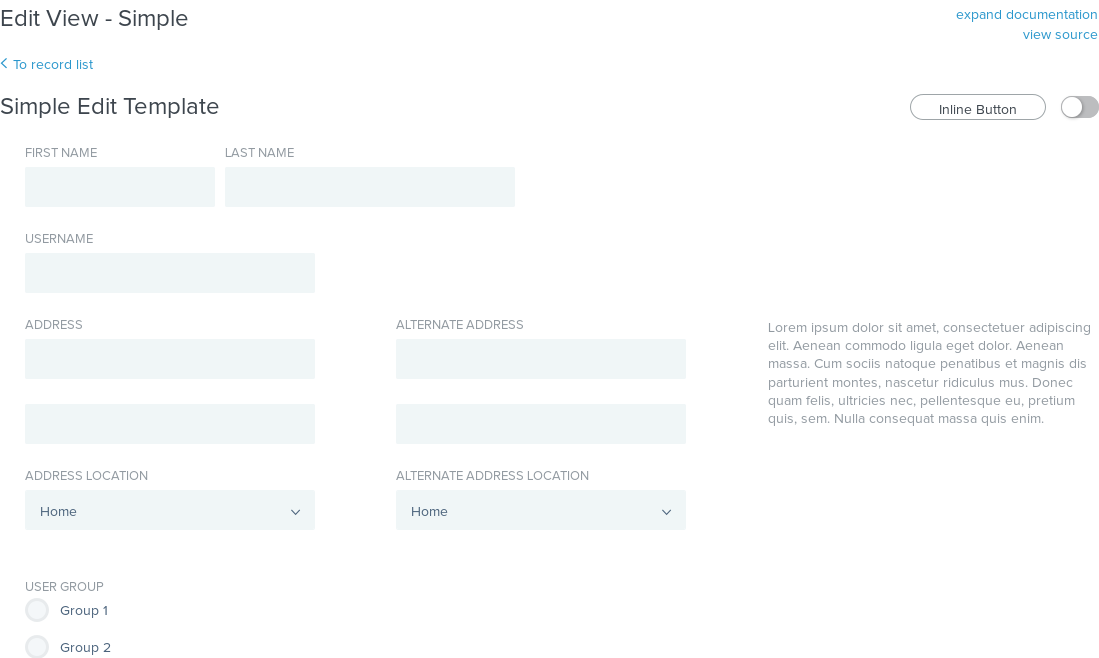 Edit View - Simple
expand documentation
view source
To record list
Simple Edit Template
Inline Button
FIRST NAME
LAST NAME
USERNAME
ADDRESS
ALTERNATE ADDRESS
Lorem ipsum dolor sit amet, consectetuer adipiscing
elit. Aenean commodo ligula eget dolor. Aenean
massa. Cum sociis natoque penatibus et magnis dis
parturient montes, nascetur ridiculus mus. Donec
quam felis, ultricies nec, pellentesque eu, pretium
quis, sem. Nulla consequat massa quis enim.
ADDRESS LOCATION
ALTERNATE ADDRESS LOCATION
Home
Home
USER GROUP
Group 1
Group 2